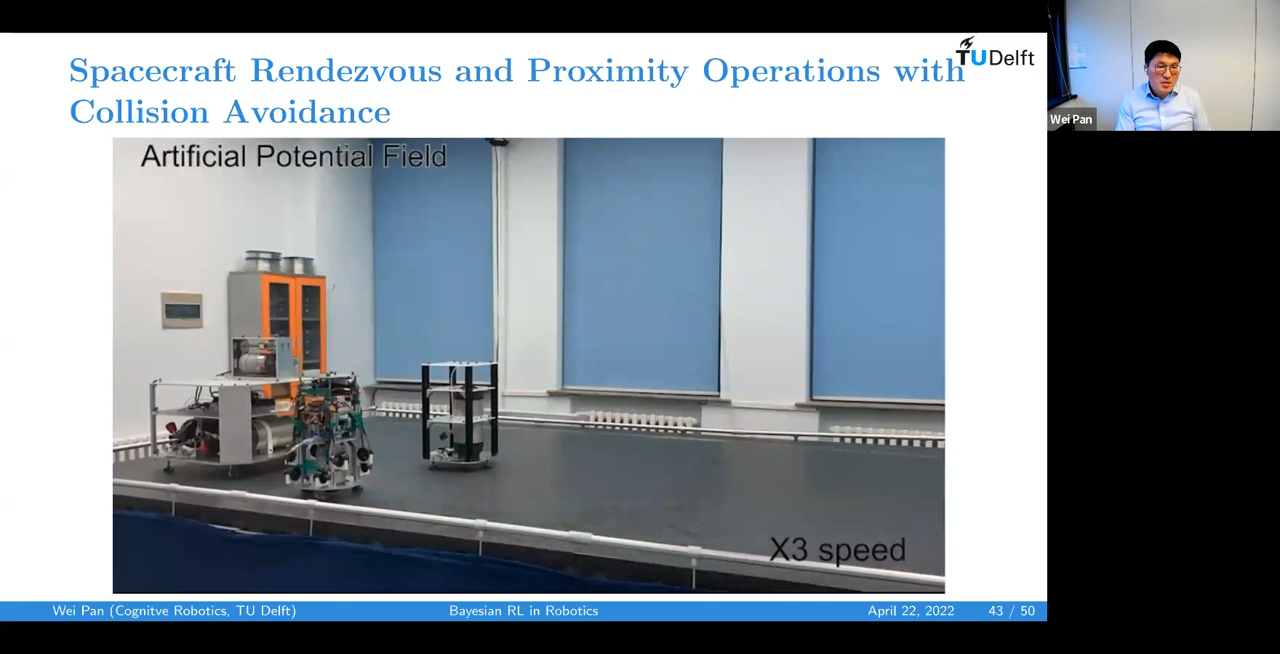 Spacecraft Rendezvous and Proximity Operations with
Collision Avoidance
TUDelft
Artificial Potential Field
X3 speed
Wei Pan (Cognitve Robotics, TU Delft)
Bayesian RL in Robotics
April 22, 2022
43 / 50
Wei Pan